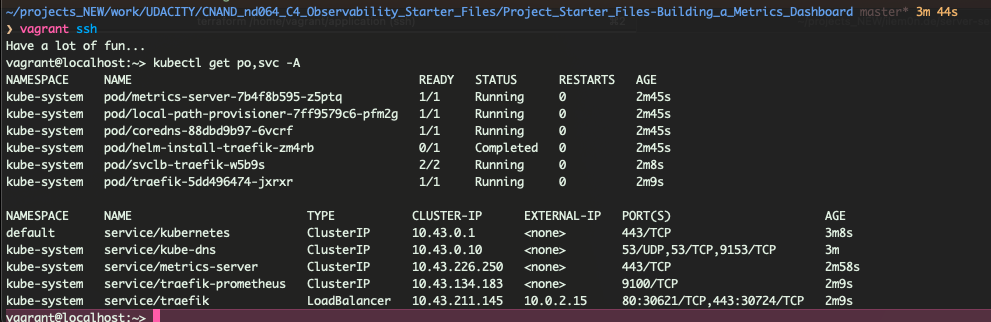 ~/projects_NEW/work/UDACITY/CNAND_nd064_C4_Observability_Starter_Files/Project_Starter_Files-Building_a_Metrics_Dashboard master* 3m 44s
❯ vagrant ssh
Have a lot of fun...
vagrant@localhost:~> kubectl get po,svc -A
NAMESPACE NAME READY STATUS RESTARTS AGE
kube-system pod/metrics-server-7b4f8b595-z5ptq 1/1 Running 0 2m45s
kube-system pod/local-path-provisioner-7ff9579c6-pfm2g 1/1 Running 0 2m45s
kube-system pod/coredns-88dbd9b97-6vcrf 1/1 Running 0 2m45s
kube-system pod/helm-install-traefik-zm4rb 0/1 Completed 0 2m45s
kube-system pod/svclb-traefik-w5b9s 2/2 Running 0 2m8s
kube-system pod/traefik-5dd496474-jxrxr 1/1 Running 0 2m9s
NAMESPACE NAME TYPE CLUSTER-IP EXTERNAL-IP PORT(S) AGE
default service/kubernetes ClusterIP 10.43.0.1 <none> 443/TCP 3m8s
kube-system service/kube-dns ClusterIP 10.43.0.10 <none> 53/UDP,53/TCP,9153/TCP 3m
kube-system service/metrics-server ClusterIP 10.43.226.250 <none> 443/TCP 2m58s
kube-system service/traefik-prometheus ClusterIP 10.43.134.183 <none> 9100/TCP 2m9s
kube-system service/traefik LoadBalancer 10.43.211.145 10.0.2.15 80:30621/TCP,443:30724/TCP 2m9s
vagrant@localhost:~>